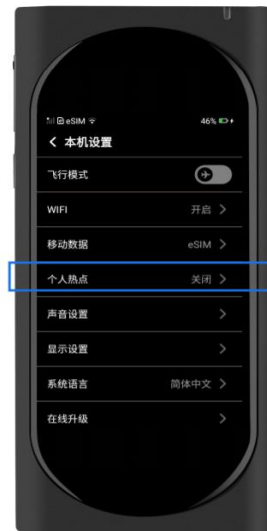 eSIM 46%
本机设置
飞行模式
WIFI 开启
移动数据 eSIM
个人热点 关闭
声音设置
显示设置
系统语言 简体中文
在线升级